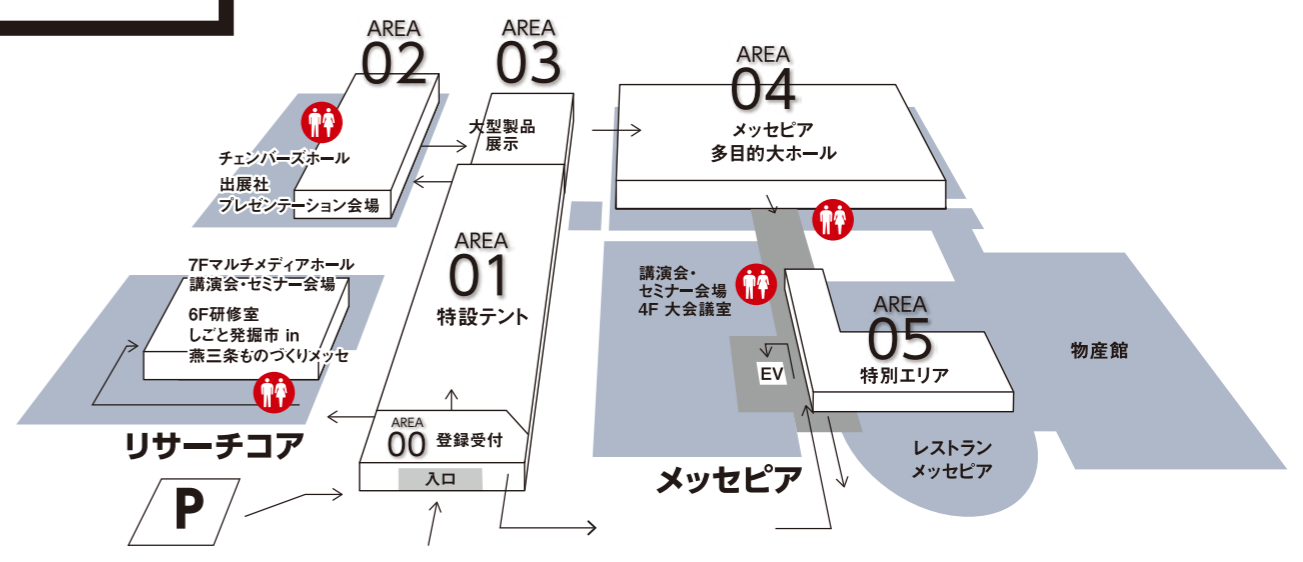 AREA
02
チェンバーズホール
出展社
プレゼンテーション会場
AREA
03
大型製品
展示
AREA
04
メッセピア
多目的大ホール
AREA
01
特設テント
7Fマルチメディアホール
講演会・セミナー会場
6F研修室
しごと発掘市 in
燕三条ものづくりメッセ
リサーチコア
AREA
00 登録受付
入口
P
講演会・
セミナー会場
4F 大会議室
EV
AREA
05
特別エリア
メッセピア
レストラン
メッセピア
物産館